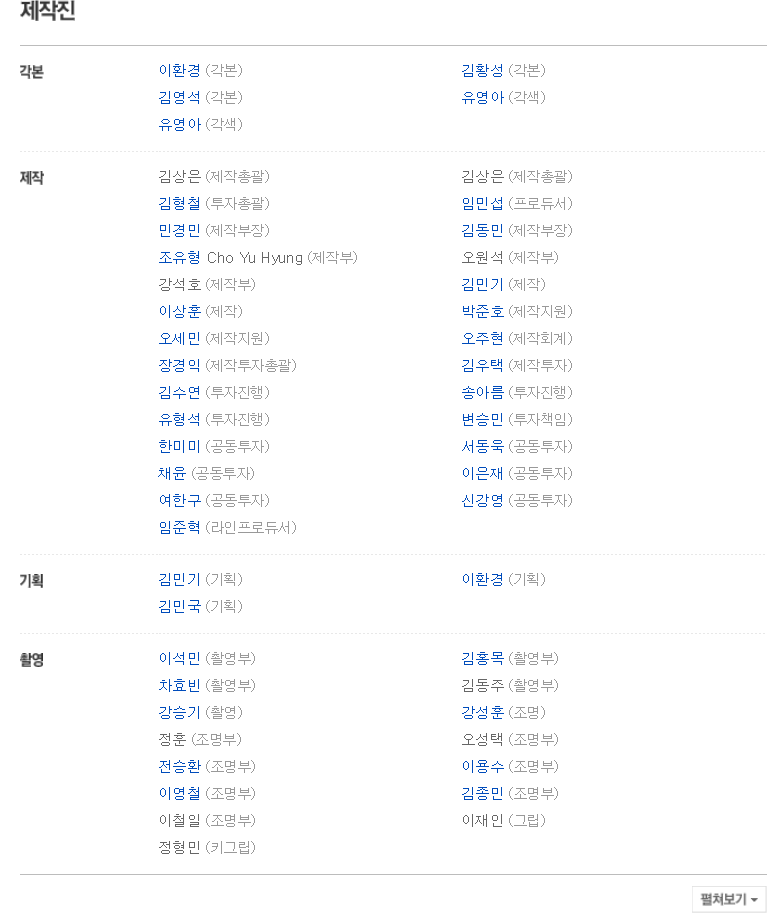 제작진
각본 이환경 (각본) 김황성 (각본)
김영석 (각본) 유영아 (각색)
유영아 (각색)
제작 김상은 (제작총괄) 김상은 (제작총괄)
김형철 (투자총괄) 임민섭 (프로듀서)
민경민 (제작부장) 김동민 (제작부장)
조유형 Cho Yu Hyung (제작부) 오원석 (제작부)
강석호 (제작부) 김민기 (제작)
이상훈 (제작) 박준호 (제작지원)
오세민 (제작지원) 오주현 (제작회계)
장경익 (제작투자총괄) 김우택 (제작투자)
김수연 (투자진행) 송아름 (투자진행)
유형석 (투자진행) 변승민 (투자책임)
한미미 (공동투자) 서동욱 (공동투자)
채윤 (공동투자) 이은재 (공동투자)
여한구 (공동투자) 신강영 (공동투자)
임준혁 (라인프로듀서)
기획 김민기 (기획) 이환경 (기획)
김민국 (기획)
촬영 이석민 (촬영부) 김홍목 (촬영부)
차효빈 (촬영부) 김동주 (촬영부)
강승기 (촬영) 강성훈 (조명)
정훈 (조명부) 오성택 (조명부)
전승환 (조명부) 이용수 (조명부)
이영철 (조명부) 김종민 (조명부)
이철일 (조명부) 이재인 (그립)
정형민 (키그립)
펼쳐보기